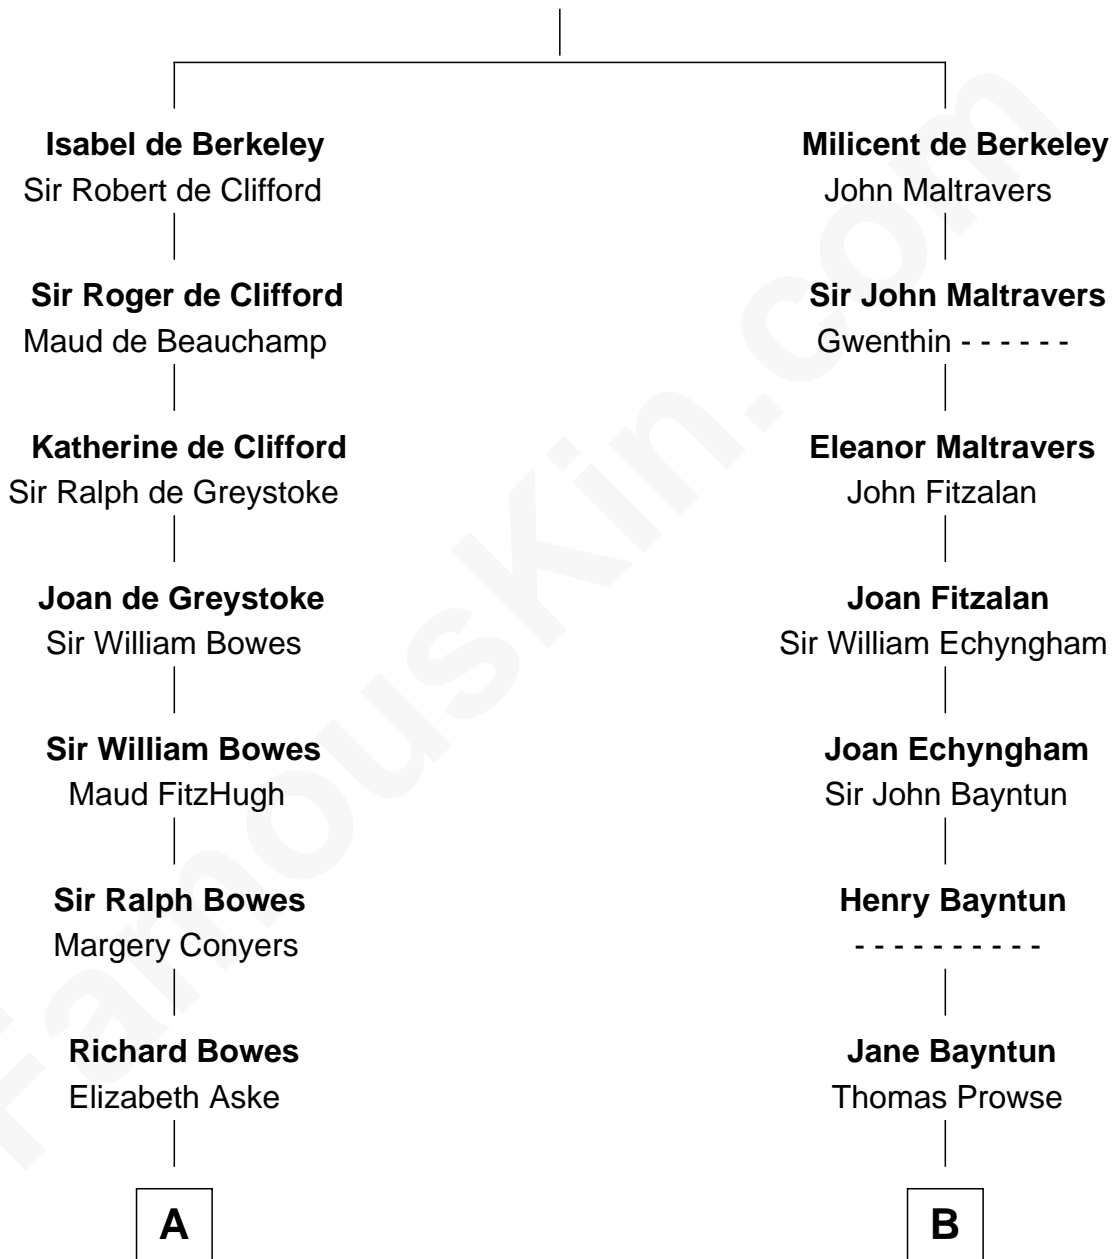 Isabel de Berkeley
Sir Robert de Clifford
Sir Roger de Clifford
Maud de Beauchamp
Katherine de Clifford
Sir Ralph de Greystoke
Joan de Greystoke
Sir William Bowes
Sir William Bowes
Maud FitzHugh
Sir Ralph Bowes
Margery Conyers
Richard Bowes
Elizabeth Aske
A
Milicent de Berkeley
John Maltravers
Sir John Maltravers
Gwenthin - - - - - -
Eleanor Maltravers
John Fitzalan
Joan Fitzalan
Sir William Echyngham
Joan Echyngham
Sir John Bayntun
Henry Bayntun
- - - - - - - - - -
Jane Bayntun
Thomas Prowse
B
FamousKin.com